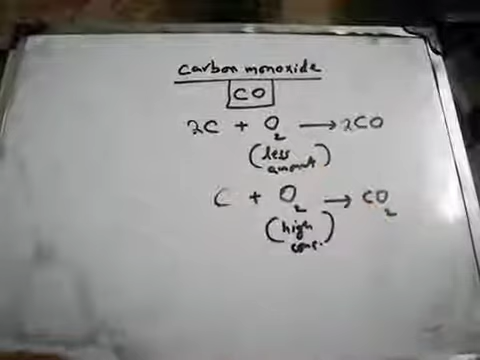 carbon monoxide
CO
2C + O₂ → 2CO
(less
amount)
C + O₂ → CO₂
(high
conc.)